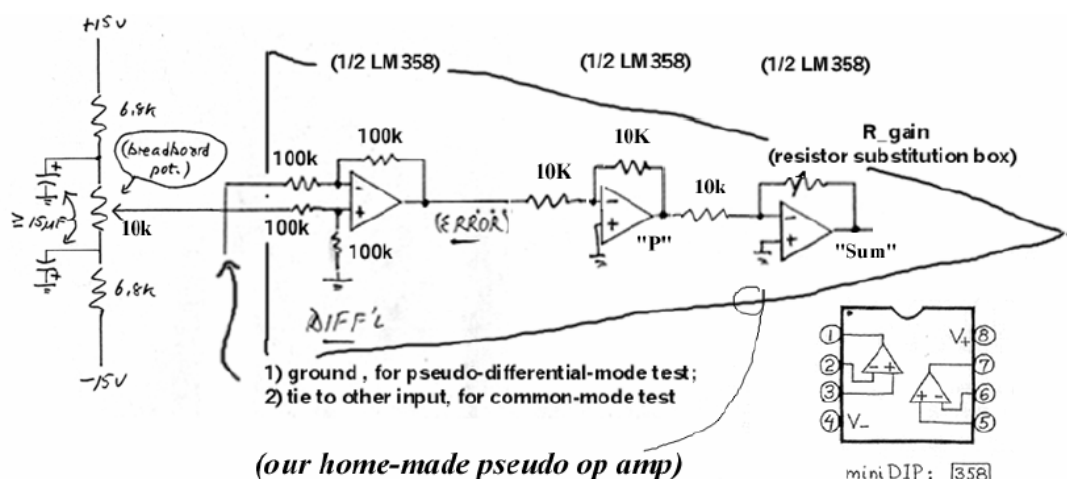 +15v
(1/2 LM358)
(1/2 LM358)
(1/2 LM358)
6.8k
(breadboard
pot.)
100k
100k
10K
10K
10k
R_gain
(resistor substitution box)
+
15µF
10k
+
-
+
100k
100k
(ERROR)
-
+
"P"
-
+
"Sum"
6.8k
DIFF'L
-15v
1) ground , for pseudo-differential-mode test;
2) tie to other input, for common-mode test
(our home-made pseudo op amp)
1
V+ 8
2
- +
7
3
+ -
6
4 V-
5
miniDIP: 358